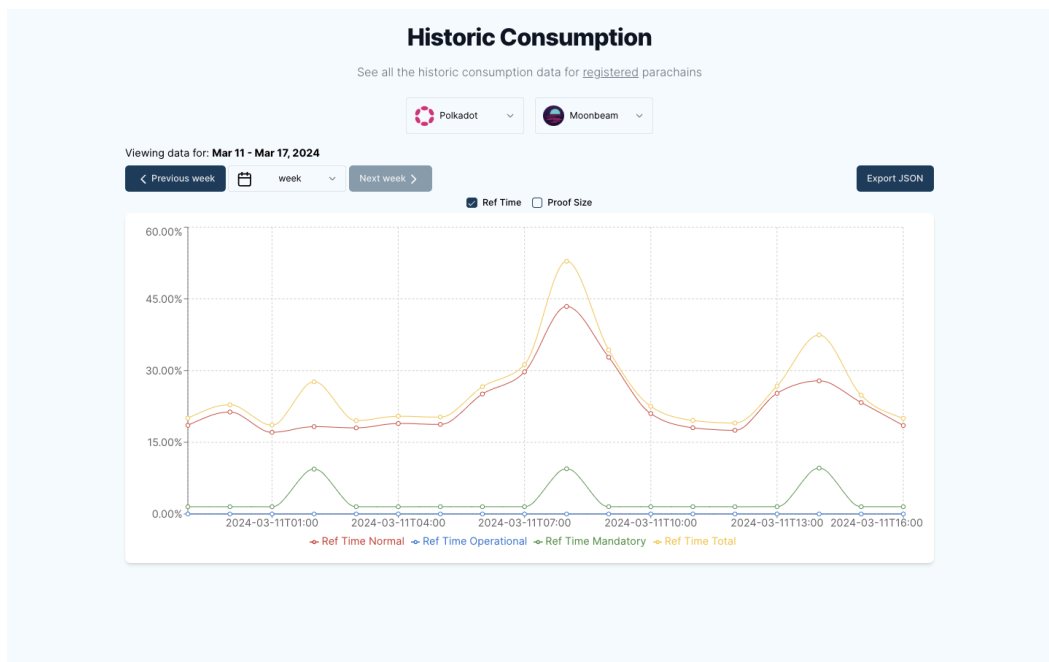 Historic Consumption
See all the historic consumption data for registered parachains
Polkadot
Moonbeam
Viewing data for: Mar 11 - Mar 17, 2024
Previous week
week
Next week
Export JSON
Ref Time
Proof Size
60.00%
45.00%
30.00%
15.00%
0.00%
2024-03-11T01:00
2024-03-11T04:00
2024-03-11T07:00
2024-03-11T10:00
2024-03-11T13:00
2024-03-11T16:00
Ref Time Normal
Ref Time Operational
Ref Time Mandatory
Ref Time Total